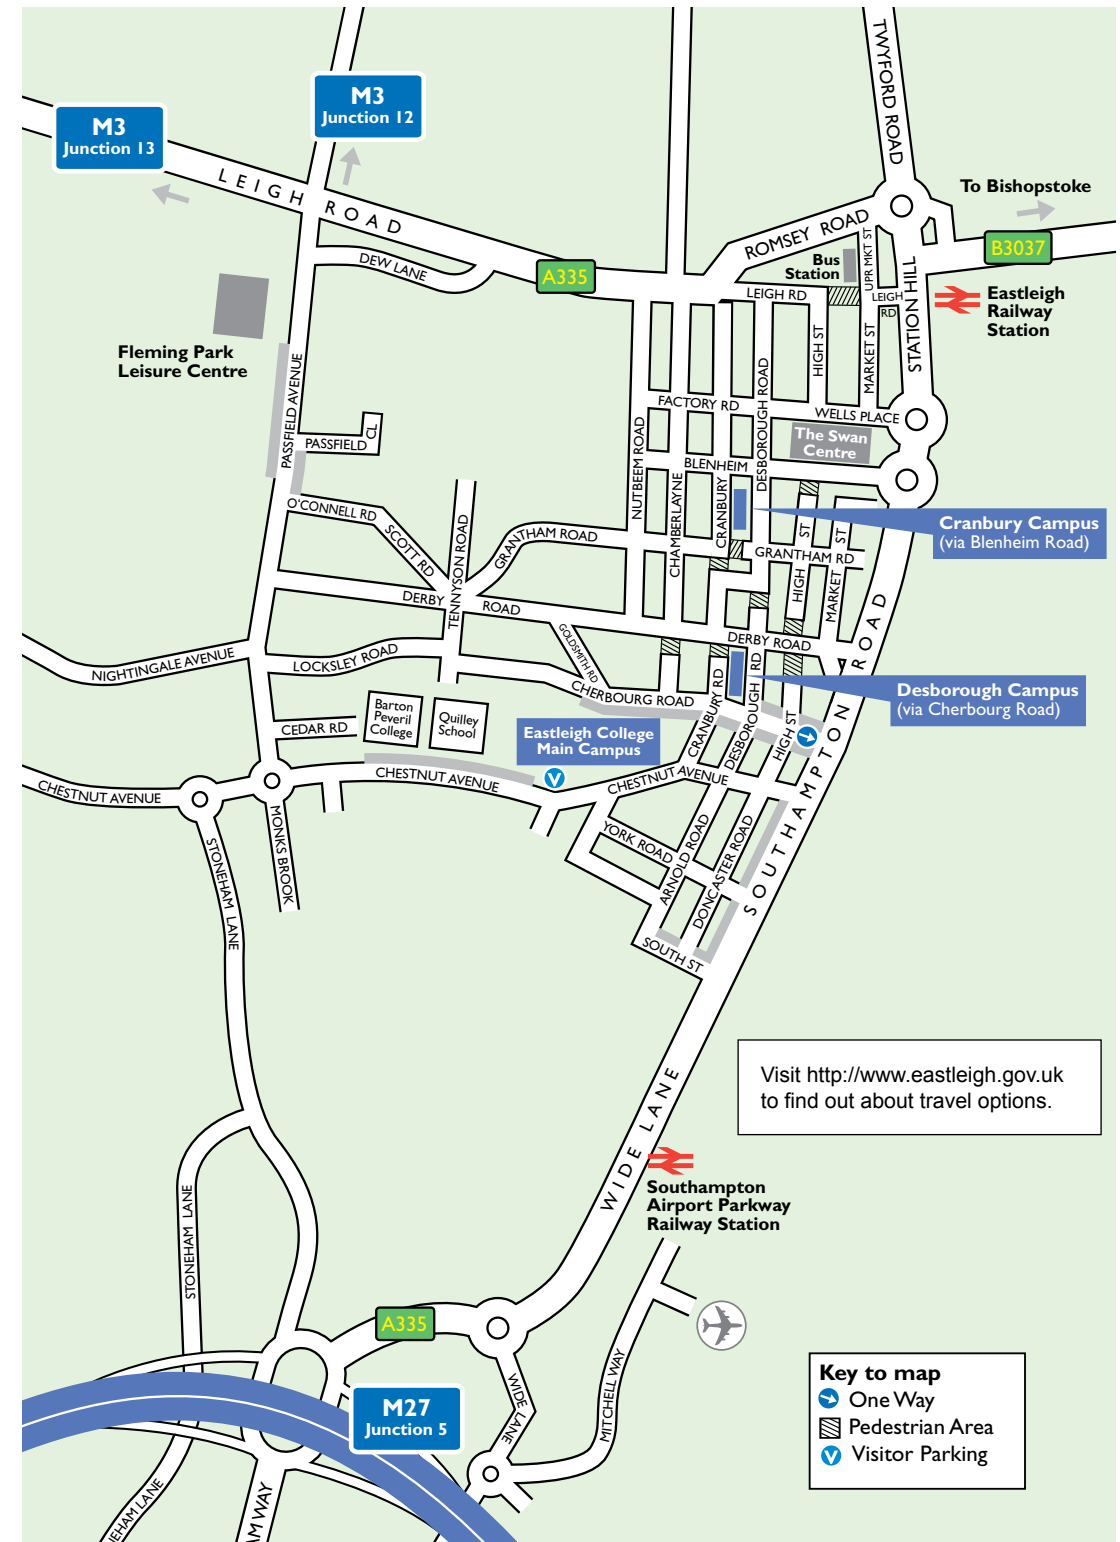 M3
Junction 12
M3
Junction 13
TWYFORD ROAD
LEIGH ROAD
To Bishopstoke
ROMSEY ROAD
B3037
Bus
Station
UPR MKT ST
DEW LANE
A335
LEIGH RD
LEIGH
RD
STATION HILL
Eastleigh
Railway
Station
Fleming Park
Leisure Centre
HIGH ST
MARKET ST
PASSFIELD AVENUE
DESBOROUGH ROAD
FACTORY RD
WELLS PLACE
PASSFIELD
CL
The Swan
Centre
NUTBEEM ROAD
BLENHEIM
CHAMBERLAYNE
CRANBURY
O'CONNELL RD
SCOTT RD
TENNYSON ROAD
GRANTHAM ROAD
GRANTHAM RD
HIGH ST
MARKET ST
Cranbury Campus
(via Blenheim Road)
DERBY ROAD
DERBY ROAD
GOLDSMITH RD
NIGHTINGALE AVENUE
LOCKSLEY ROAD
CHERBOURG ROAD
CRANBURY RD
DESBOROUGH RD
HIGH ST
Desborough Campus
(via Cherbourg Road)
SOUTHAMPTON ROAD
Barton
Peveril
College
Quilley
School
CEDAR RD
Eastleigh College
Main Campus
V
CHESTNUT AVENUE
CHESTNUT AVENUE
CHESTNUT AVENUE
MONKS BROOK
STONEHAM LANE
YORK ROAD
ARNOLD ROAD
DONCASTER ROAD
SOUTH ST
Visit http://www.eastleigh.gov.uk
to find out about travel options.
WIDE LANE
Southampton
Airport Parkway
Railway Station
STONEHAM LANE
A335
WIDE LANE
MITCHELL WAY
M27
Junction 5
Key to map
One Way
Pedestrian Area
V Visitor Parking
EHAM LANE
AM WAY